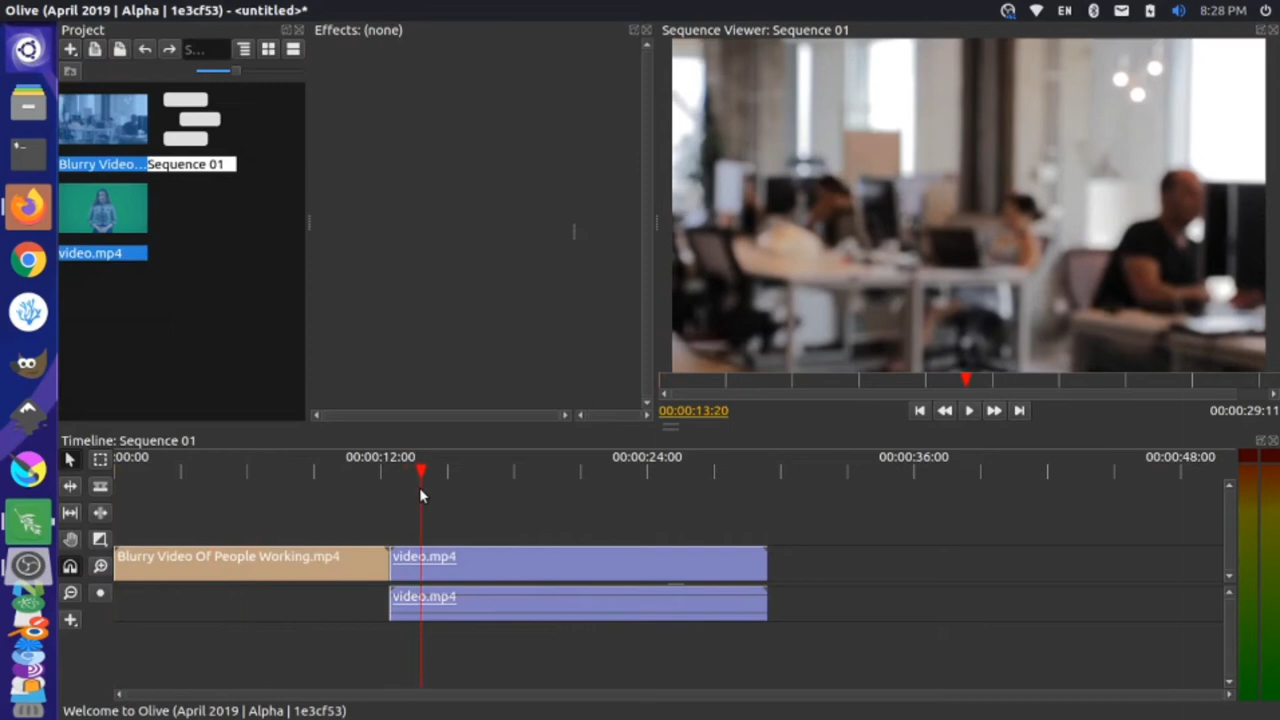 Olive (April 2019 | Alpha | 1e3cf53) - <untitled>*
EN
8:28 PM
Project
Effects: (none)
Sequence Viewer: Sequence 01
S...
Blurry Video...
Sequence 01
video.mp4
00:00:13:20
00:00:29:11
Timeline: Sequence 01
:00:00
00:00:12:00
00:00:24:00
00:00:36:00
00:00:48:00
Blurry Video Of People Working.mp4
video.mp4
video.mp4
Welcome to Olive (April 2019 | Alpha | 1e3cf53)